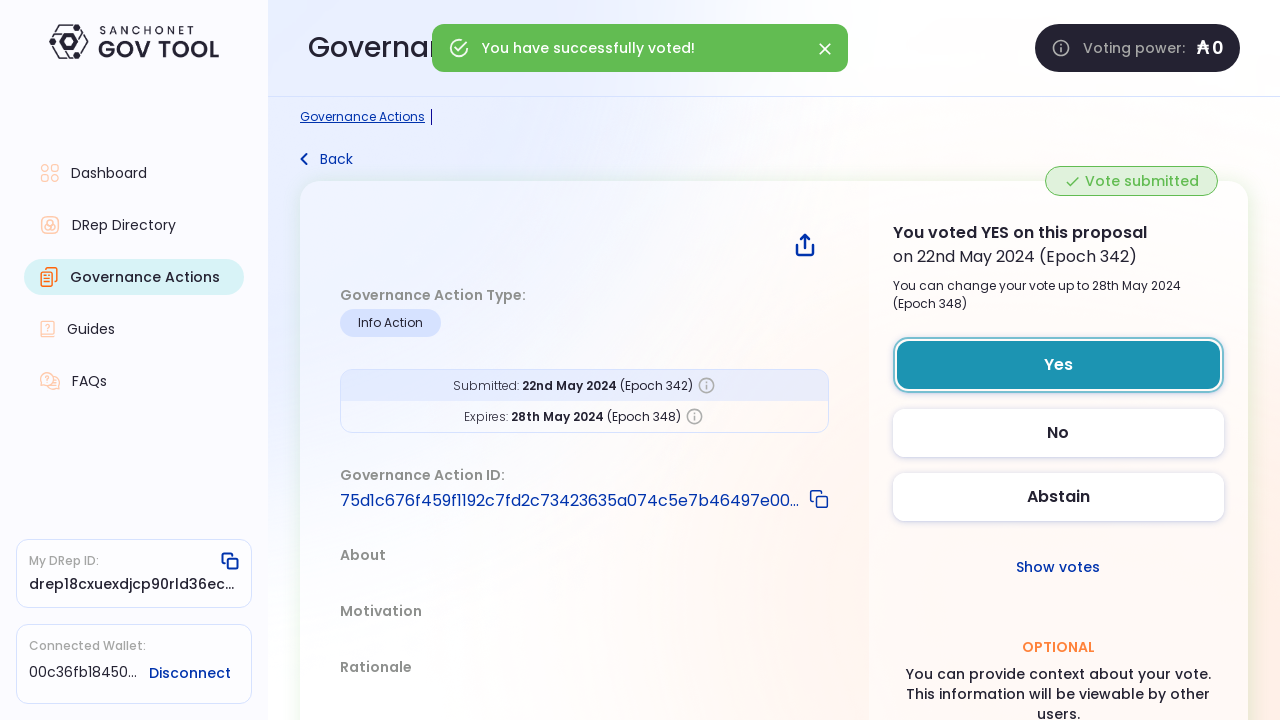 SANCHONET
GOV TOOL
Dashboard
DRep Directory
Governance Actions
Guides
FAQs
My DRep ID:
drep18cxuexdjcp90rld36ec...
Connected Wallet:
00c36fb18450...
Disconnect
You have successfully voted!
Voting power: ₳ 0
Governance Actions
Back
Vote submitted
Governance Action Type:
Info Action
Submitted: 22nd May 2024 (Epoch 342)
Expires: 28th May 2024 (Epoch 348)
Governance Action ID:
75d1c676f459f1192c7fd2c73423635a074c5e7b46497e00...
About
Motivation
Rationale
You voted YES on this proposal
on 22nd May 2024 (Epoch 342)
You can change your vote up to 28th May 2024
(Epoch 348)
Yes
No
Abstain
Show votes
OPTIONAL
You can provide context about your vote.
This information will be viewable by other
users.